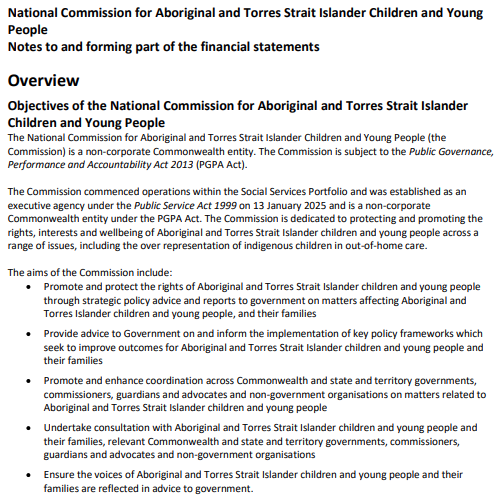 National Commission for Aboriginal and Torres Strait Islander Children and Young
People
Notes to and forming part of the financial statements
Overview
Objectives of the National Commission for Aboriginal and Torres Strait Islander
Children and Young People
The National Commission for Aboriginal and Torres Strait Islander Children and Young People (the
Commission) is a non-corporate Commonwealth entity. The Commission is subject to the Public Governance,
Performance and Accountability Act 2013 (PGPA Act).
The Commission commenced operations within the Social Services Portfolio and was established as an
executive agency under the Public Service Act 1999 on 13 January 2025 and is a non-corporate
Commonwealth entity under the PGPA Act. The Commission is dedicated to protecting and promoting the
rights, interests and wellbeing of Aboriginal and Torres Strait Islander children and young people across a
range of issues, including the over representation of indigenous children in out-of-home care.
The aims of the Commission include:
• Promote and protect the rights of Aboriginal and Torres Strait Islander children and young people
through strategic policy advice and reports to government on matters affecting Aboriginal and
Torres Islander children and young people, and their families
• Provide advice to Government on and inform the implementation of key policy frameworks which
seek to improve outcomes for Aboriginal and Torres Strait Islander children and young people and
their families
• Promote and enhance coordination across Commonwealth and state and territory governments,
commissioners, guardians and advocates and non-government organisations on matters related to
Aboriginal and Torres Strait Islander children and young people
• Undertake consultation with Aboriginal and Torres Strait Islander children and young people and
their families, relevant Commonwealth and state and territory governments, commissioners,
guardians and advocates and non-government organisations
• Ensure the voices of Aboriginal and Torres Strait Islander children and young people and their
families are reflected in advice to government.